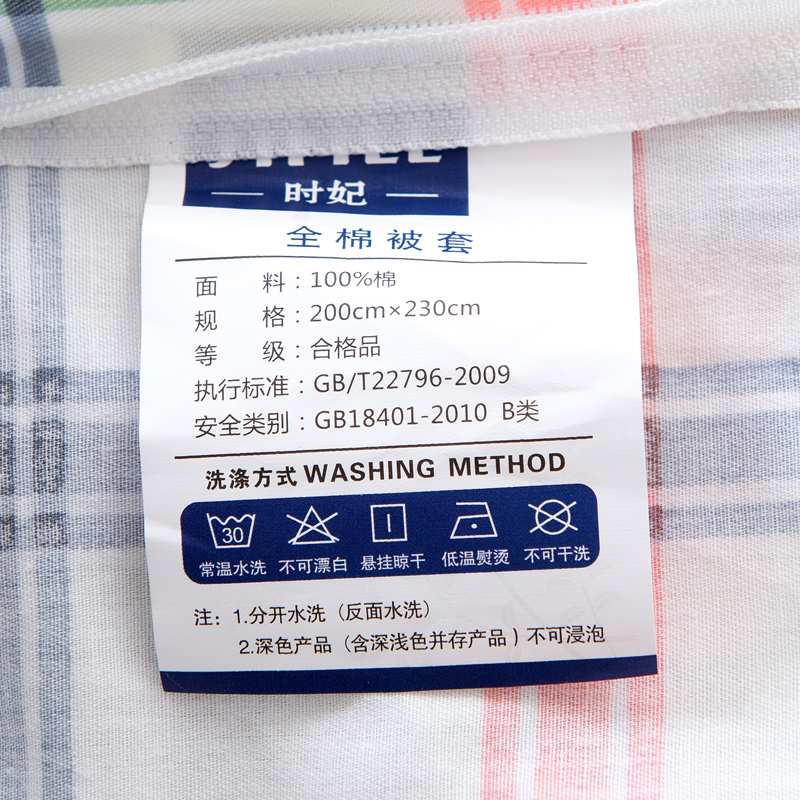 — 时妃 —
全棉被套
面 料：100%棉
规 格：200cm×230cm
等 级：合格品
执行标准：GB/T22796-2009
安全类别：GB18401-2010 B类
洗涤方式 WASHING METHOD
30
常温水洗 不可漂白 悬挂晾干 低温熨烫 不可干洗
注：1.分开水洗（反面水洗）
2.深色产品（含深浅色并存产品）不可浸泡